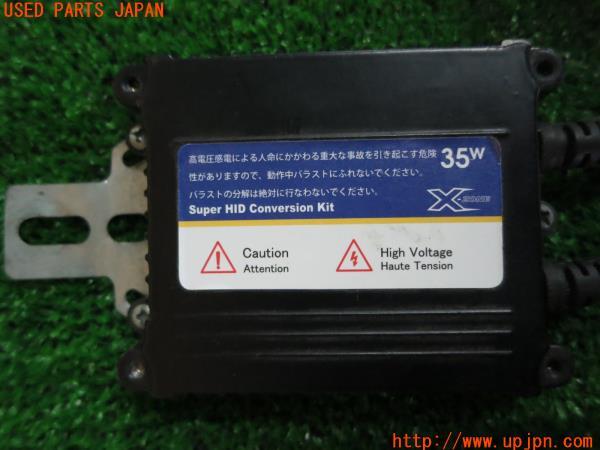 USED PARTS JAPAN
高電圧感電による人命にかかわる重大な事故を引き起こす危険
性がありますので、動作中バラストにふれないでください。
バラストの分解は絶対に行なわないでください。
35W
Super HID Conversion Kit
X-ZONE
Caution
Attention
High Voltage
Haute Tension
http://www.upjpn.com/